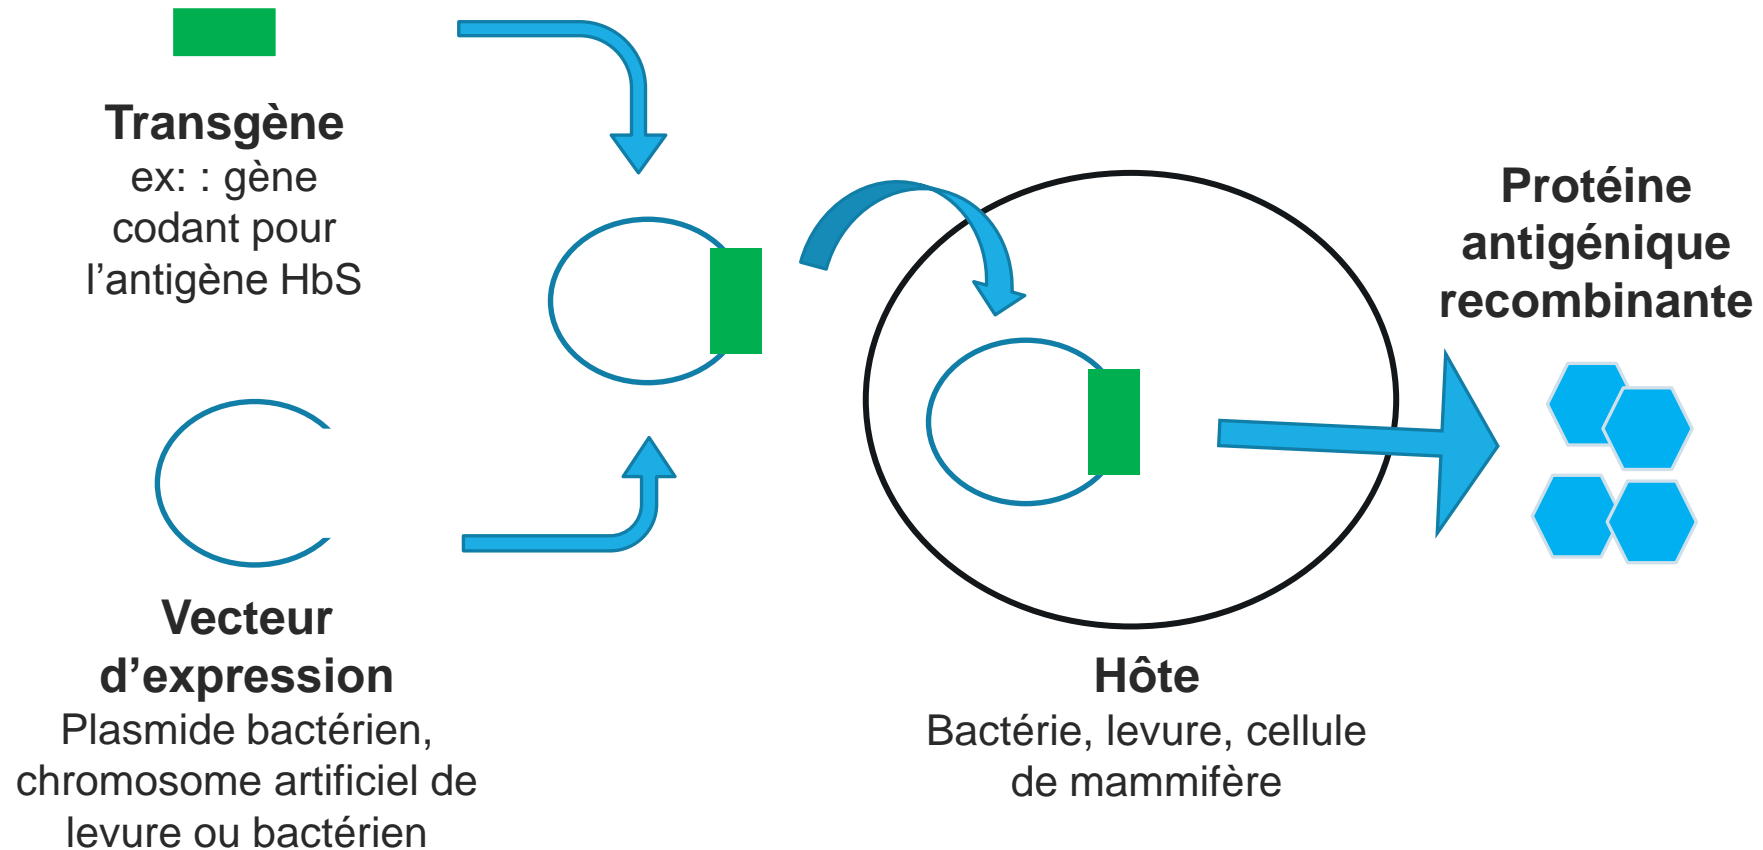 Transgène
ex: : gène
codant pour
l’antigène HbS
Vecteur
d’expression
Plasmide bactérien,
chromosome artificiel de
levure ou bactérien
Hôte
Bactérie, levure, cellule
de mammifère
Protéine
antigénique
recombinante